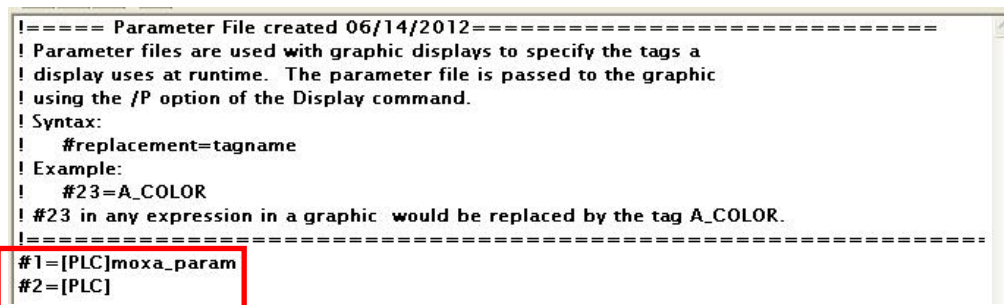 !===== Parameter File created 06/14/2012=============================
! Parameter files are used with graphic displays to specify the tags a
! display uses at runtime.  The parameter file is passed to the graphic
! using the /P option of the Display command.
! Syntax:
!    #replacement=tagname
! Example:
!    #23=A_COLOR
! #23 in any expression in a graphic  would be replaced by the tag A_COLOR.
!===========================================================
#1=[PLC]moxa_param
#2=[PLC]